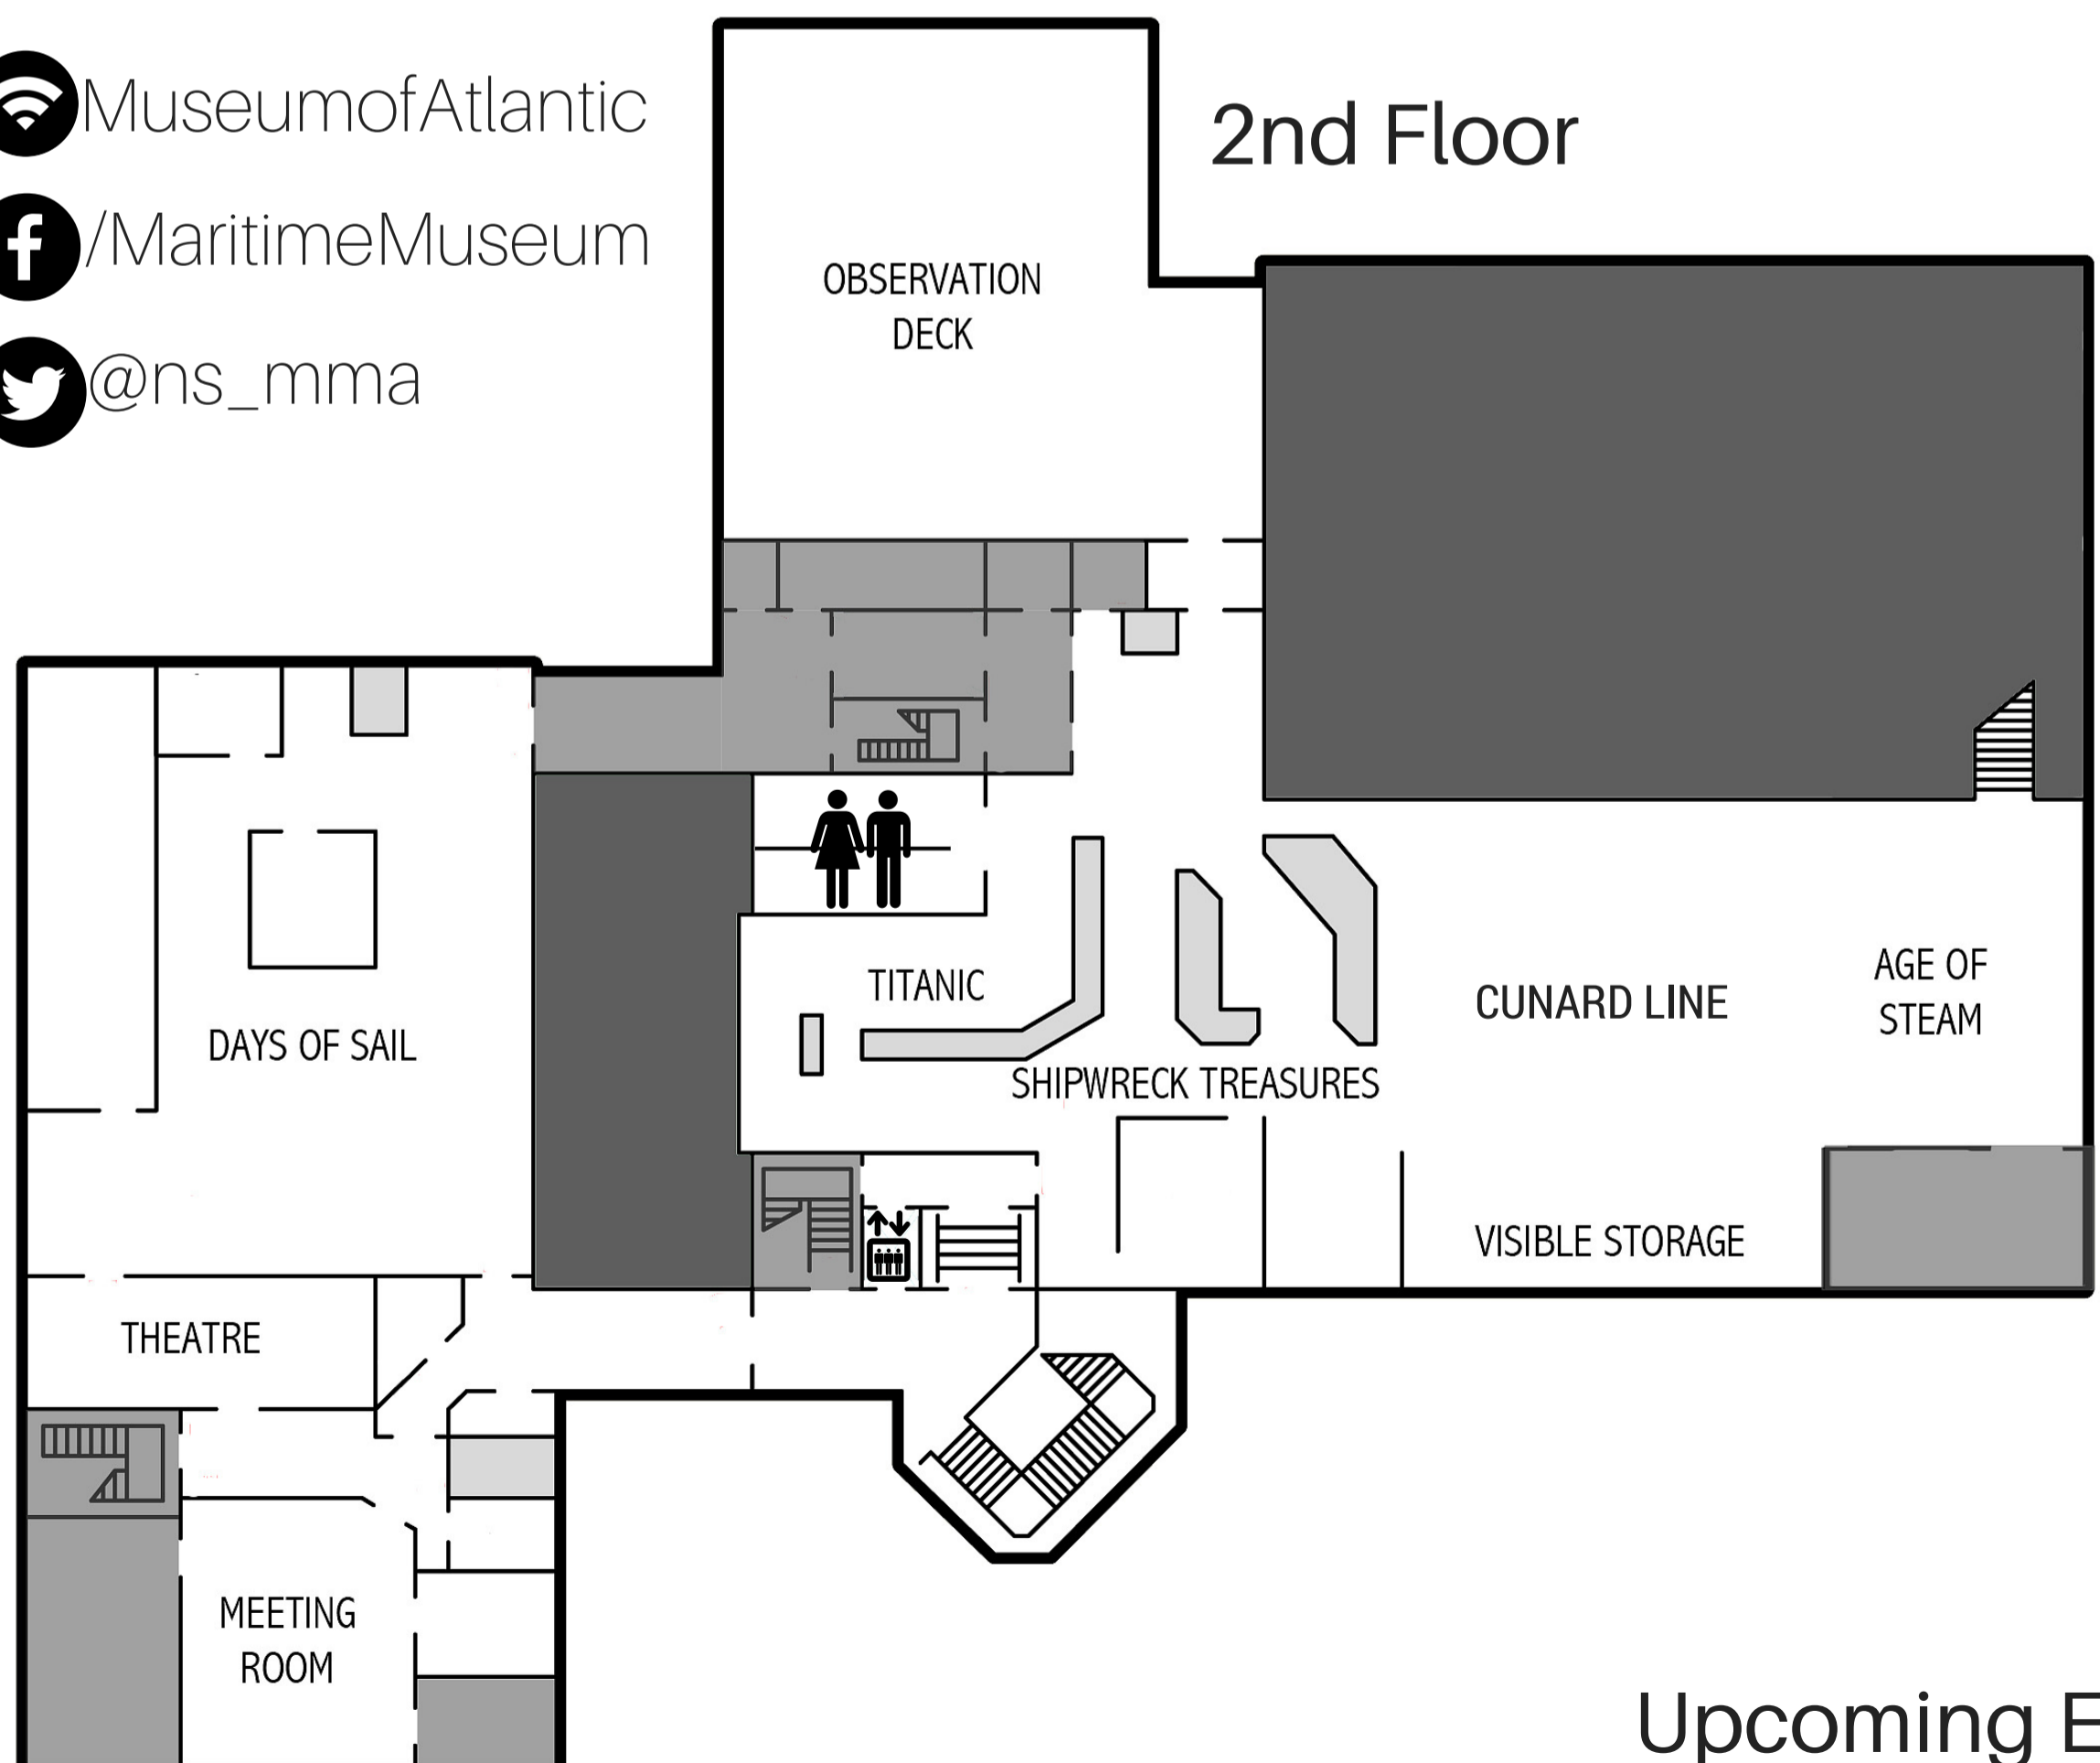 MuseumofAtlantic
/MaritimeMuseum
@ns_mma
2nd Floor
OBSERVATION
DECK
TITANIC
DAYS OF SAIL
CUNARD LINE
AGE OF
STEAM
SHIPWRECK TREASURES
VISIBLE STORAGE
THEATRE
MEETING
ROOM
Upcoming E